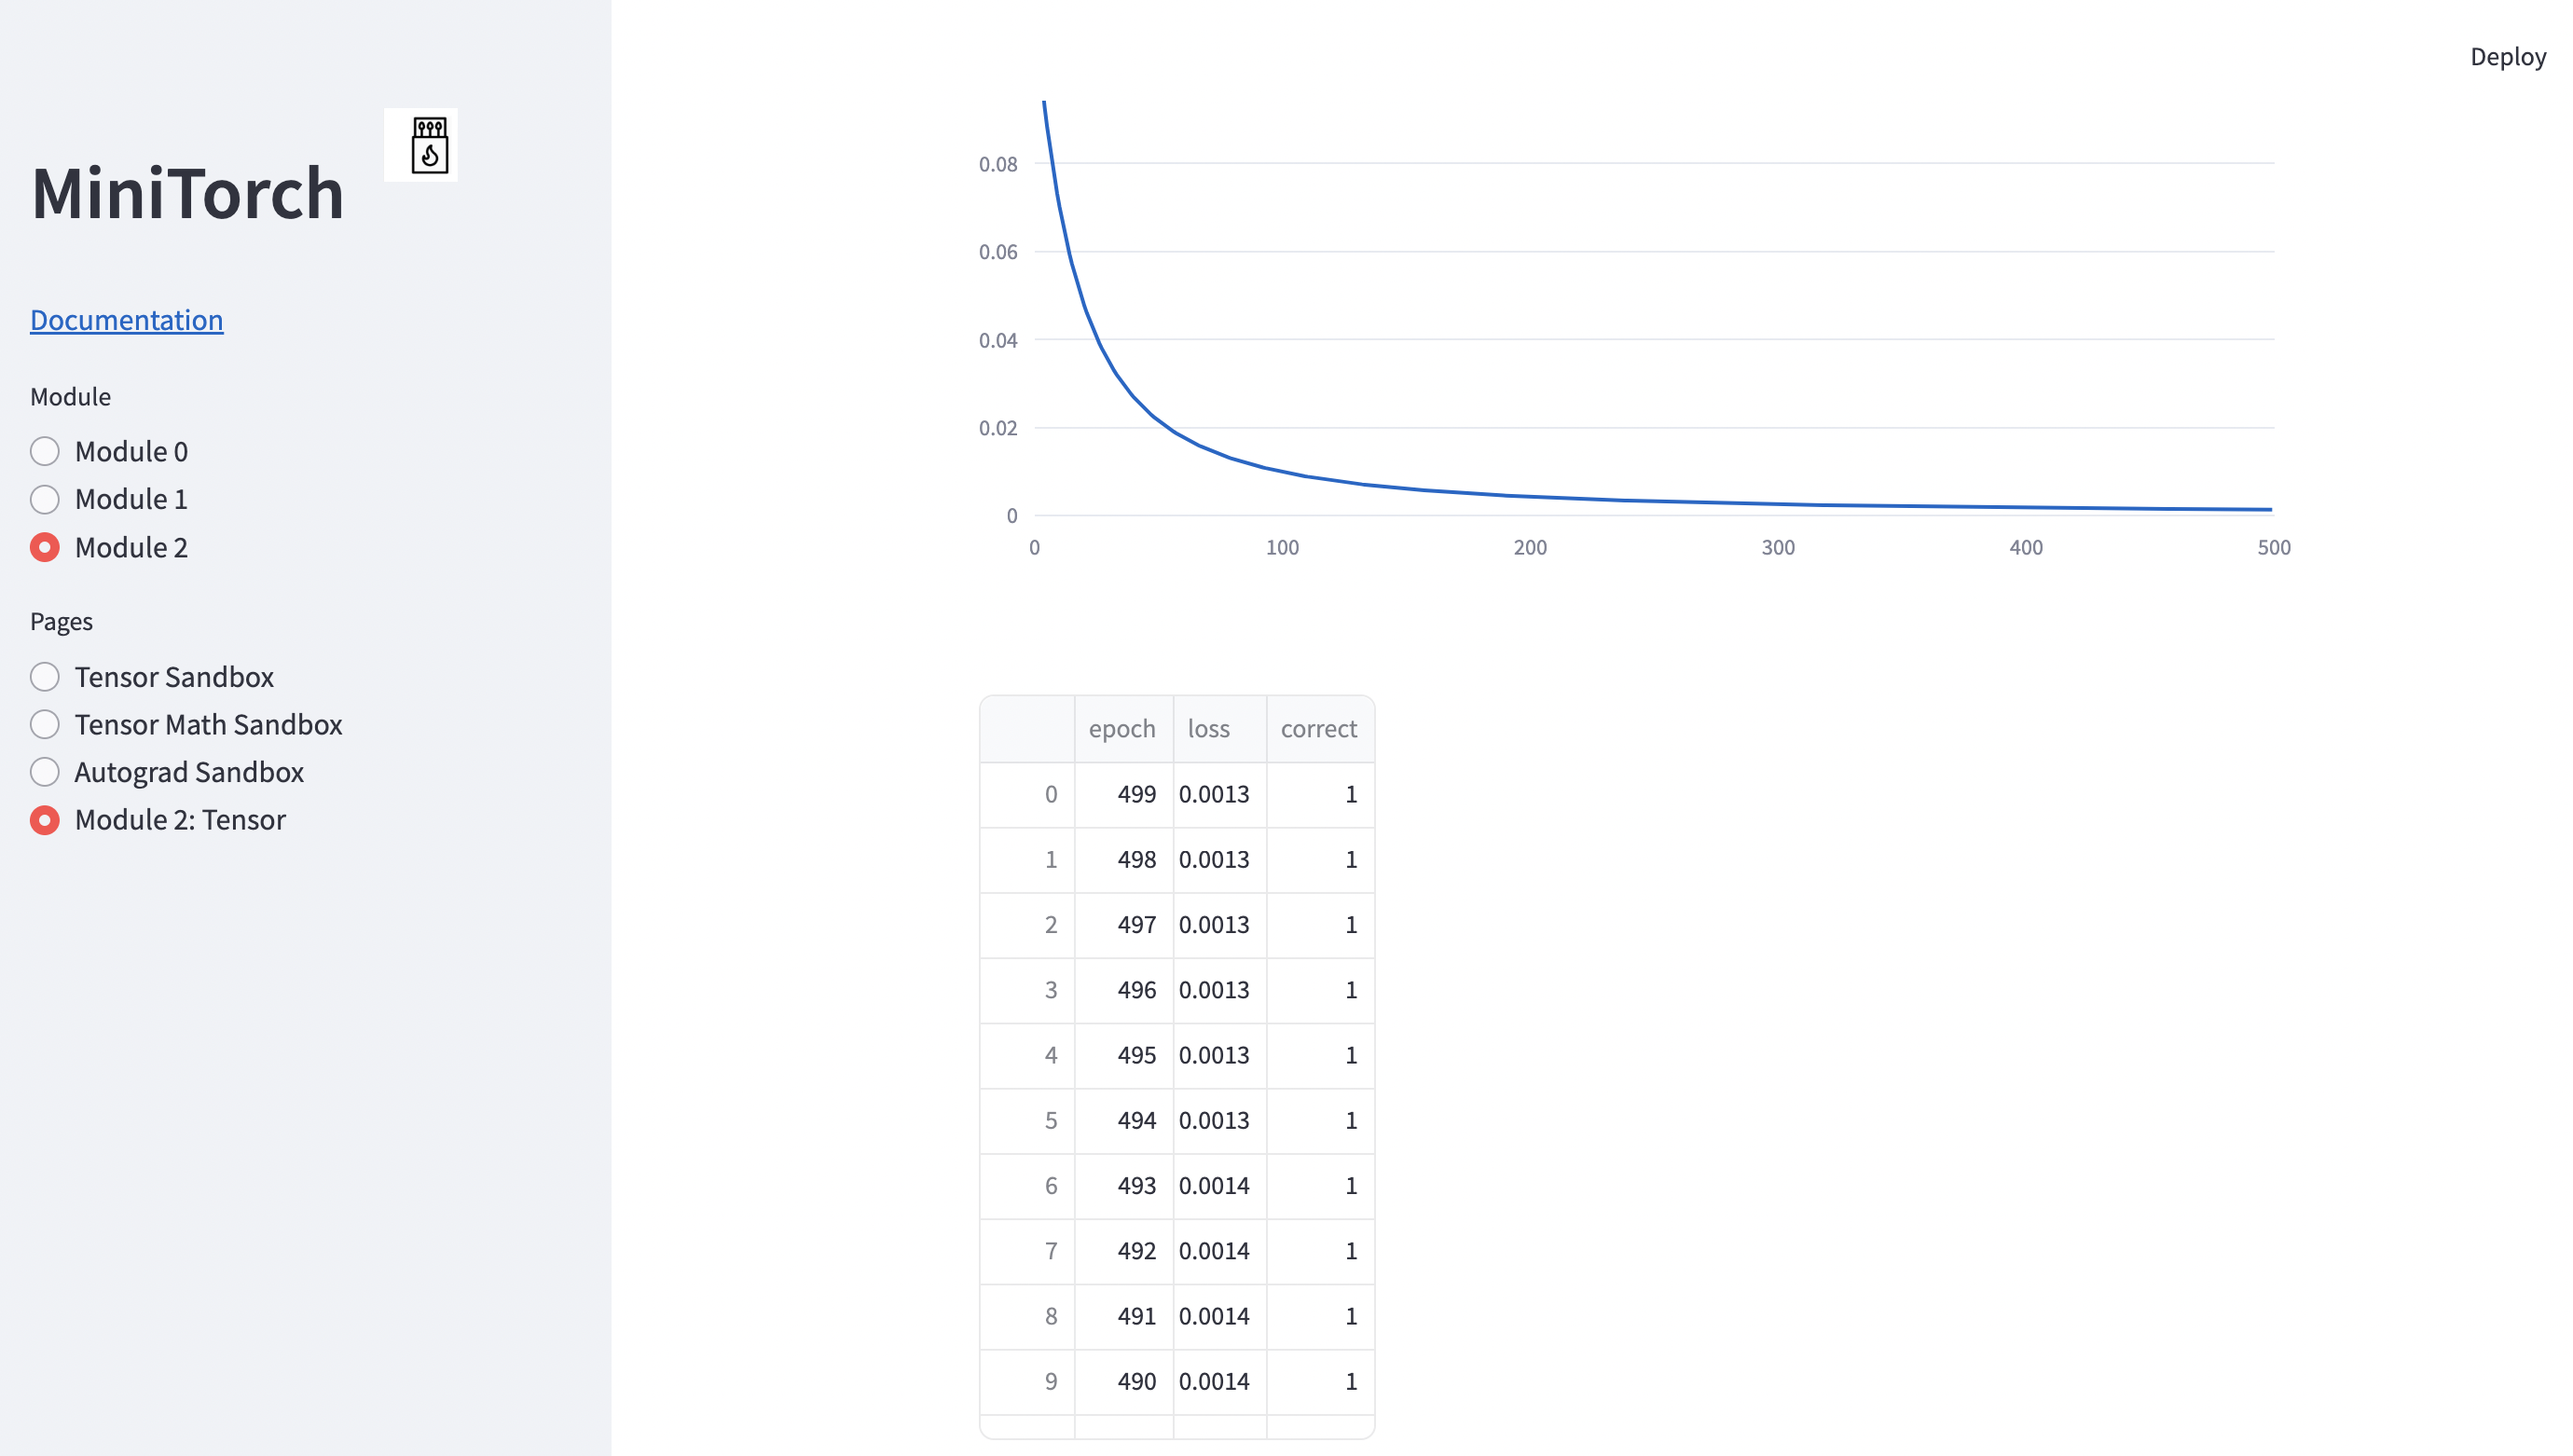 Deploy
MiniTorch
Documentation
Module
Module 0
Module 1
Module 2
Pages
Tensor Sandbox
Tensor Math Sandbox
Autograd Sandbox
Module 2: Tensor
0.08
0.06
0.04
0.02
0
0 100 200 300 400 500
epoch loss correct
0 499 0.0013 1
1 498 0.0013 1
2 497 0.0013 1
3 496 0.0013 1
4 495 0.0013 1
5 494 0.0013 1
6 493 0.0014 1
7 492 0.0014 1
8 491 0.0014 1
9 490 0.0014 1